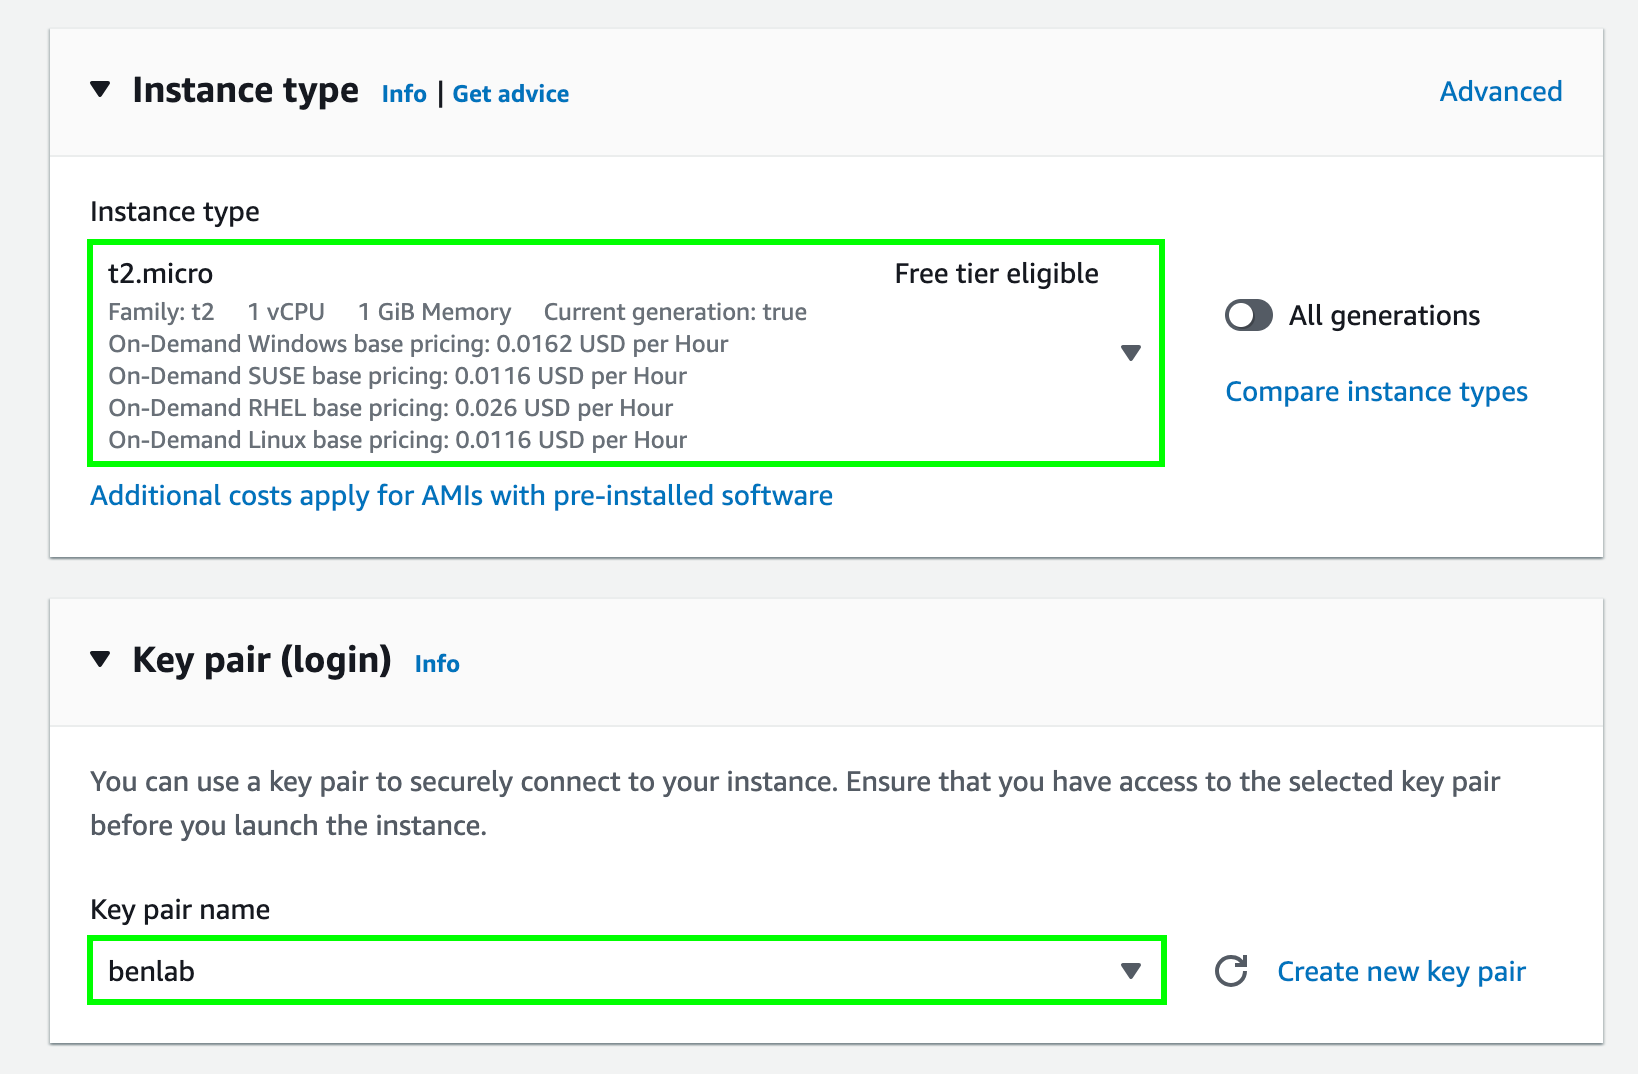 Instance type Info | Get advice Advanced
Instance type
t2.micro Free tier eligible
Family: t2 1 vCPU 1 GiB Memory Current generation: true
On-Demand Windows base pricing: 0.0162 USD per Hour
On-Demand SUSE base pricing: 0.0116 USD per Hour
On-Demand RHEL base pricing: 0.026 USD per Hour
On-Demand Linux base pricing: 0.0116 USD per Hour
All generations
Compare instance types
Additional costs apply for AMIs with pre-installed software
Key pair (login) Info
You can use a key pair to securely connect to your instance. Ensure that you have access to the selected key pair
before you launch the instance.
Key pair name
benlab Create new key pair